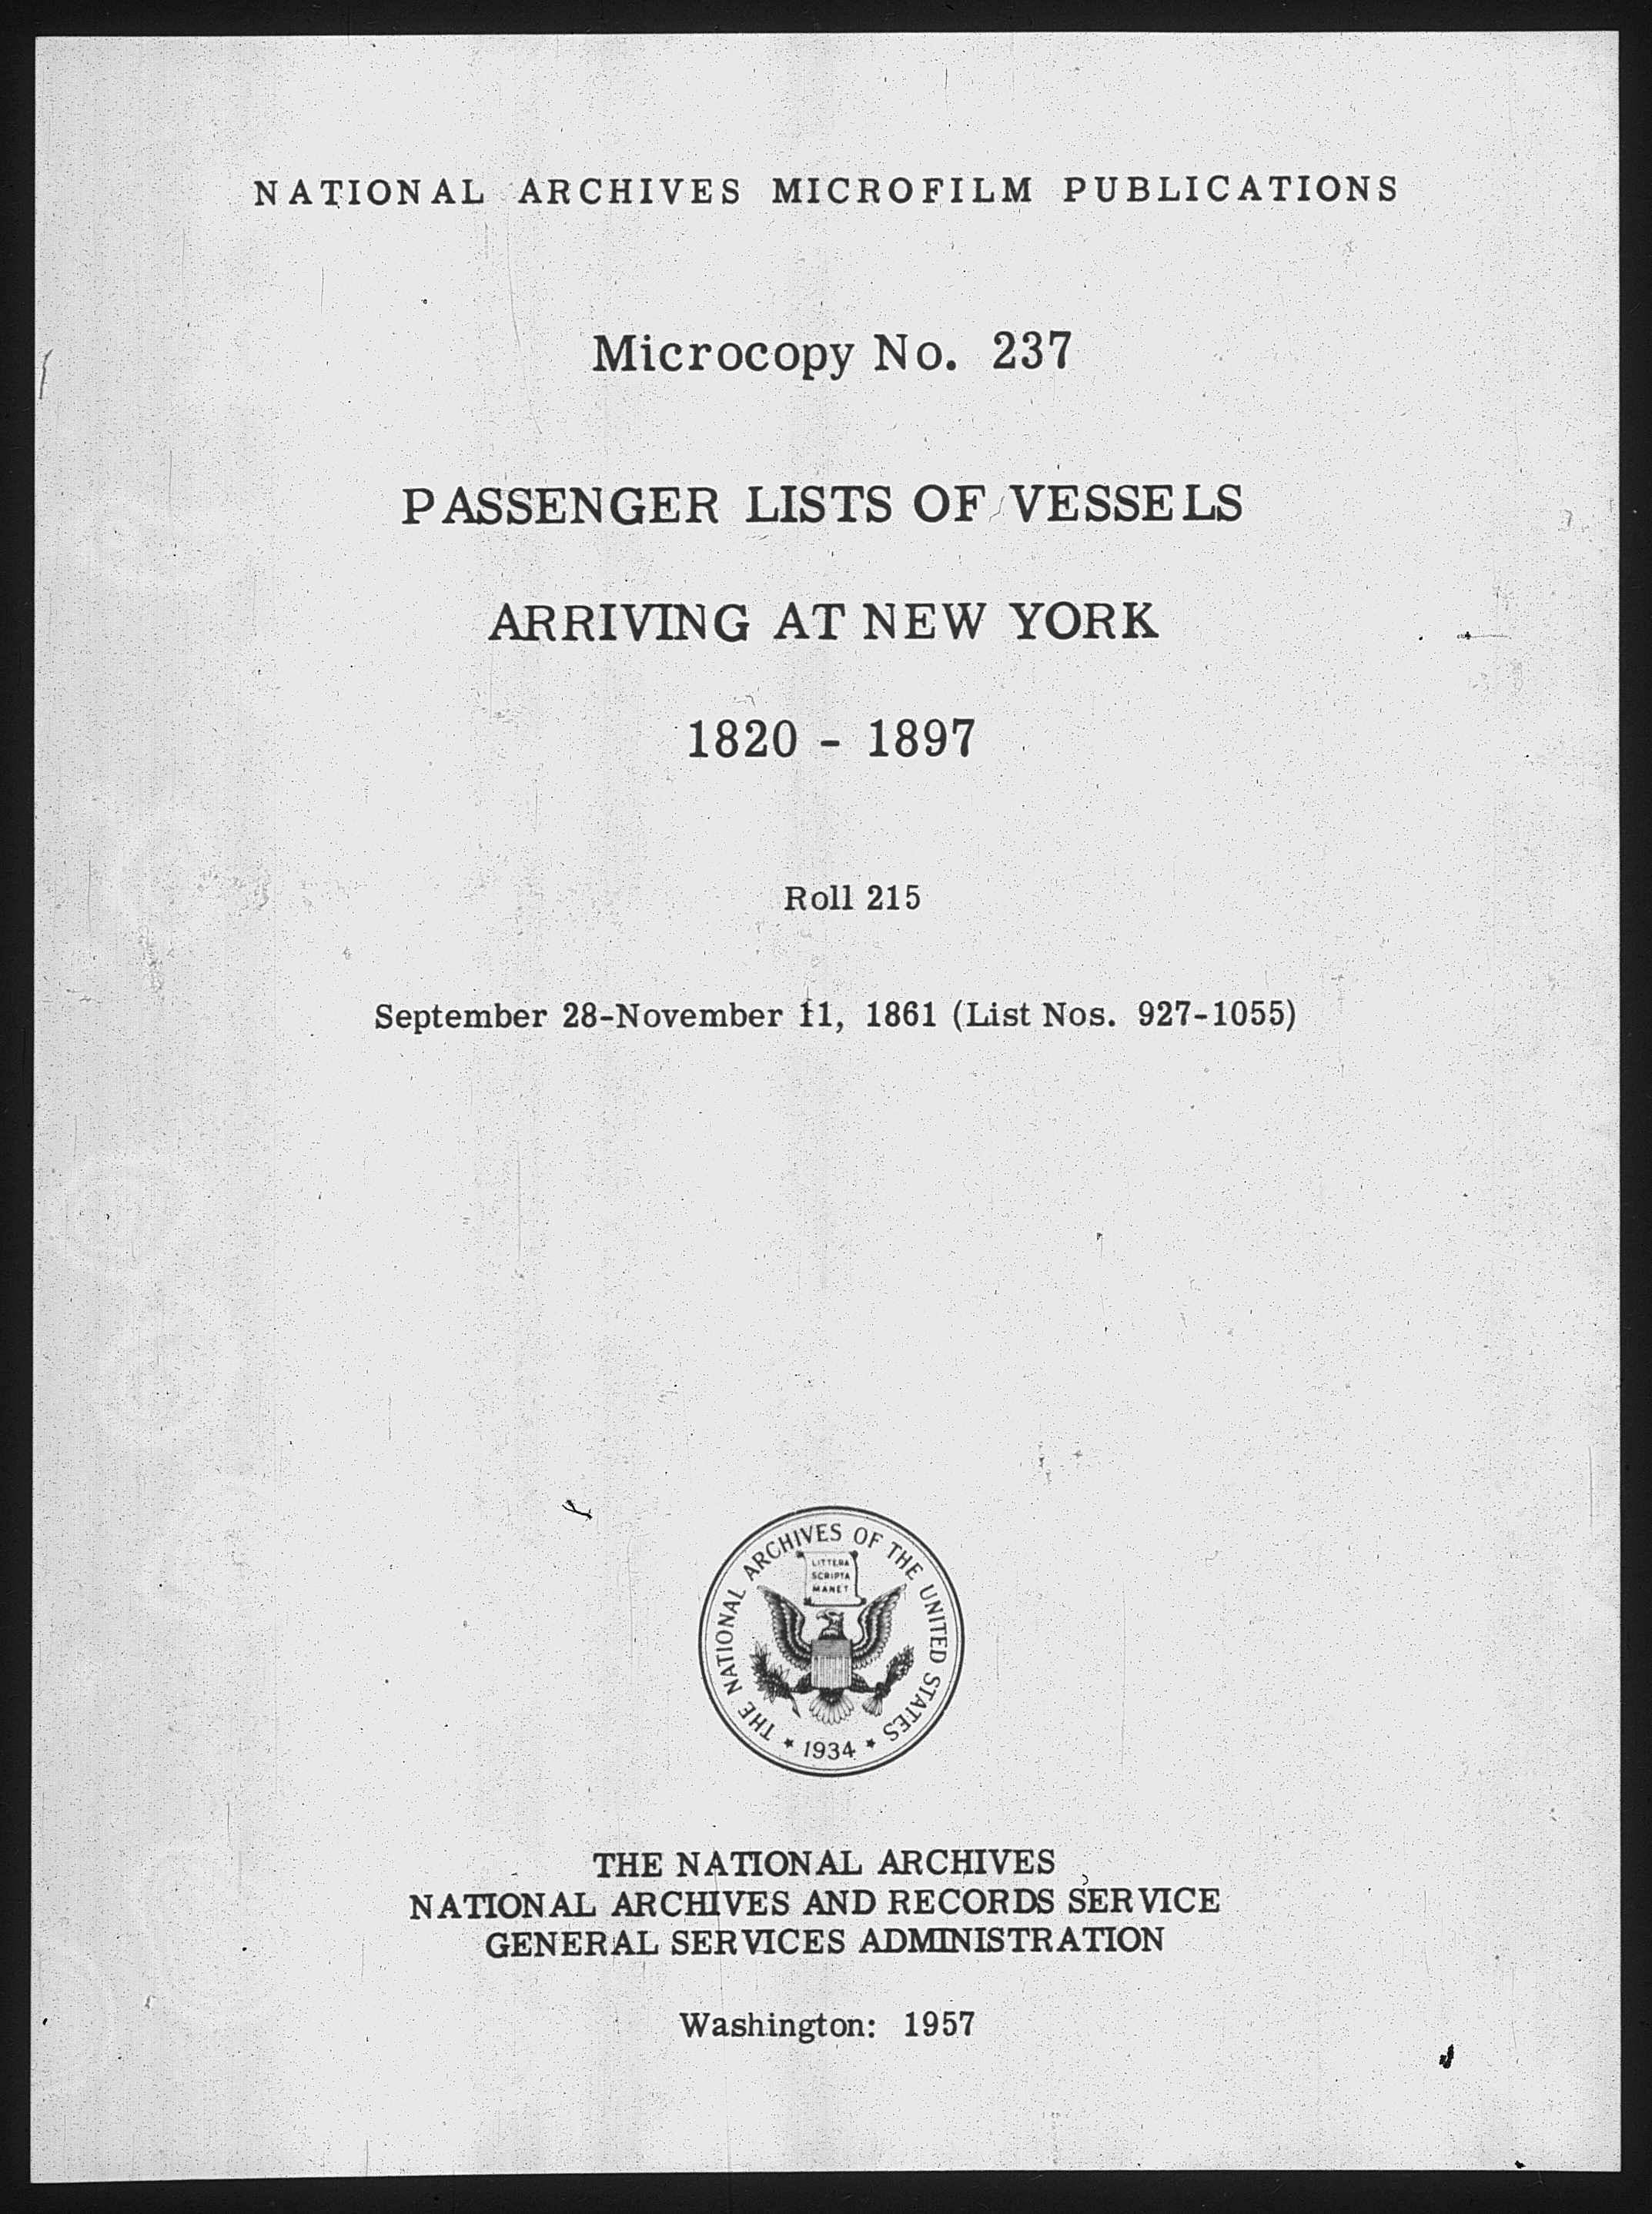 NATIONAL ARCHIVES MICROFILM PUBLICATIONS
Microcopy No. 237
PASSENGER LISTS OF VESSELS
ARRIVING AT NEW YORK
1820 - 1897
Roll 215
September 28-November 11, 1861 (List Nos. 927-1055)
THE NATIONAL ARCHIVES OF THE UNITED STATES
LITTERA
SCRIPTA
MANET
★ 1934 ★
THE NATIONAL ARCHIVES
NATIONAL ARCHIVES AND RECORDS SERVICE
GENERAL SERVICES ADMINISTRATION
Washington: 1957